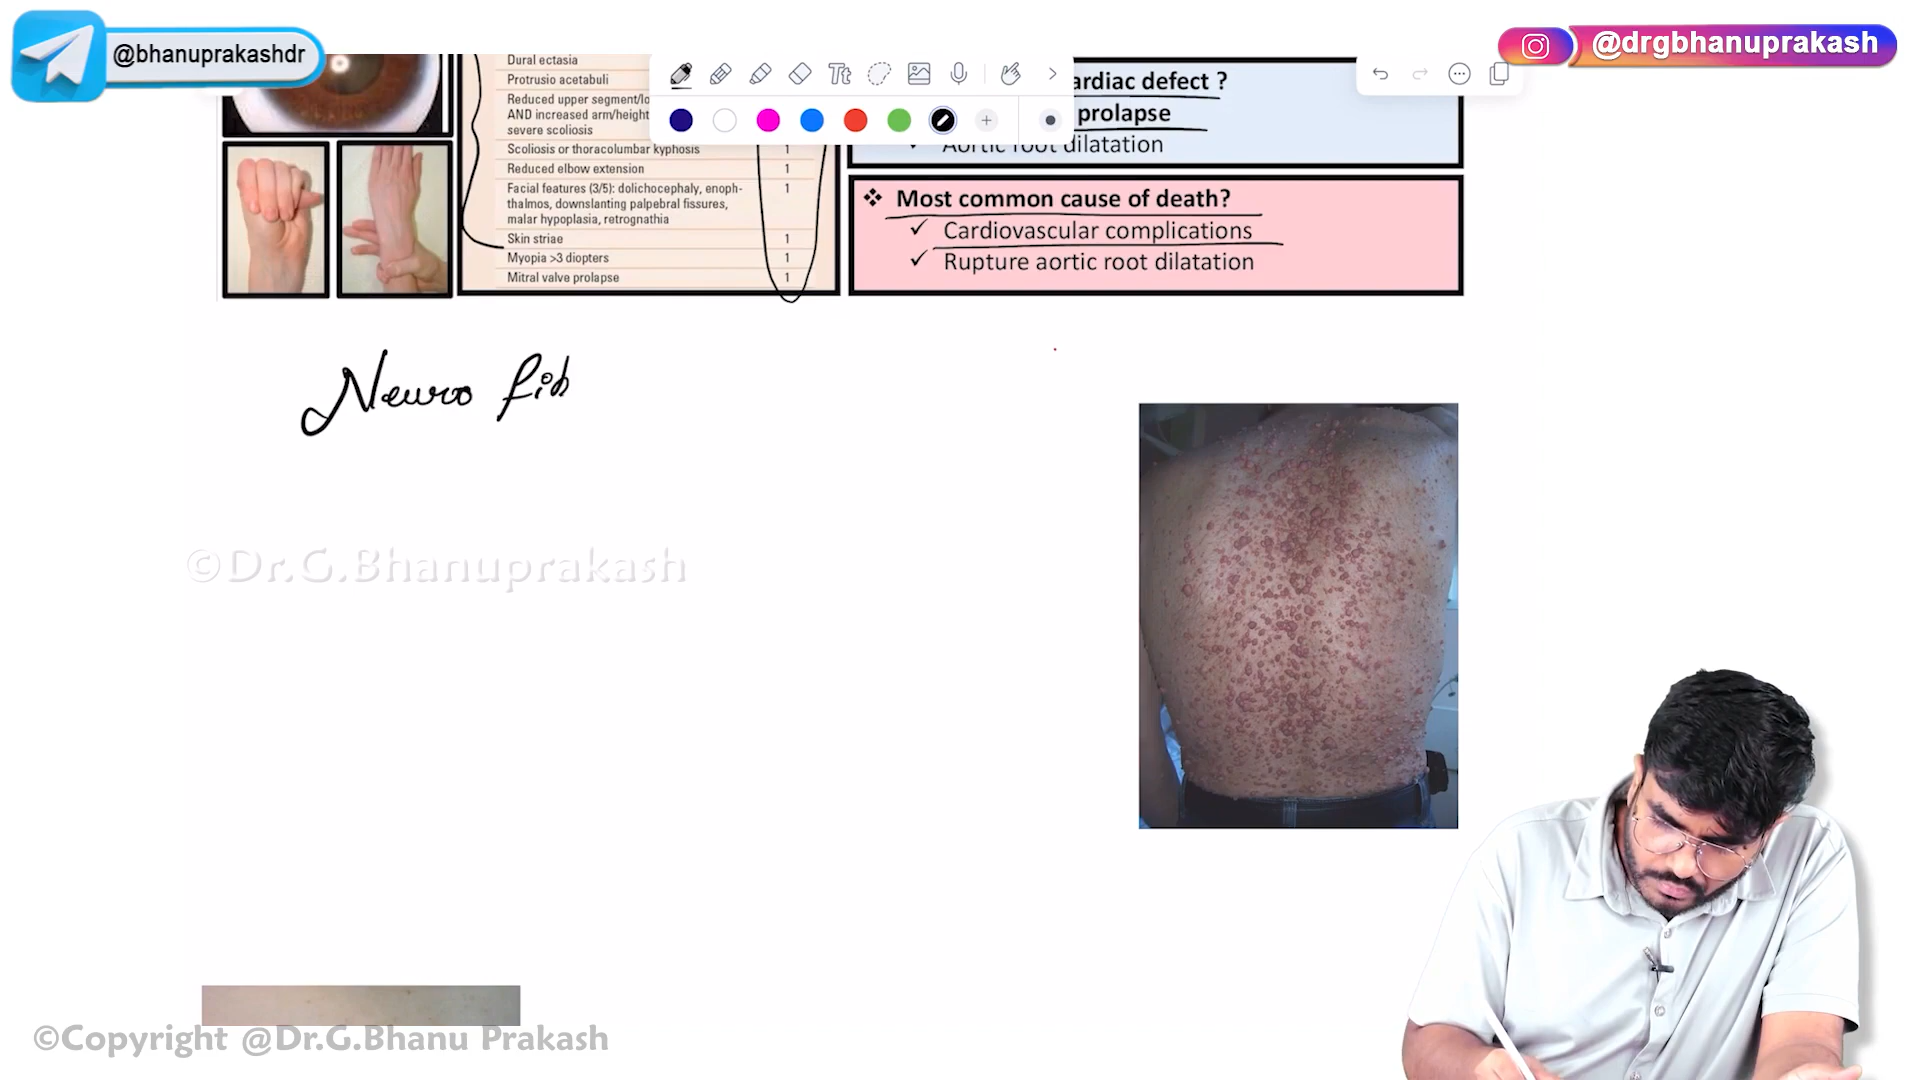 @bhanuprakashdr
@drgbhanuprakash
Dural ectasia
Protrusio acetabuli
Reduced upper segment/lo
AND increased arm/height
severe scoliosis
Scoliosis or thoracolumbar kyphosis 1
Reduced elbow extension 1
Facial features (3/5): dolichocephaly, enoph- 1
thalmos, downslanting palpebral fissures,
malar hypoplasia, retrognathia
Skin striae 1
Myopia >3 diopters 1
Mitral valve prolapse 1
Tt
ardiac defect ?
prolapse
✓ Aortic root dilatation
❖ Most common cause of death?
✓ Cardiovascular complications
✓ Rupture aortic root dilatation
Neuro fib
©Dr.G.Bhanuprakash
©Copyright @Dr.G.Bhanu Prakash